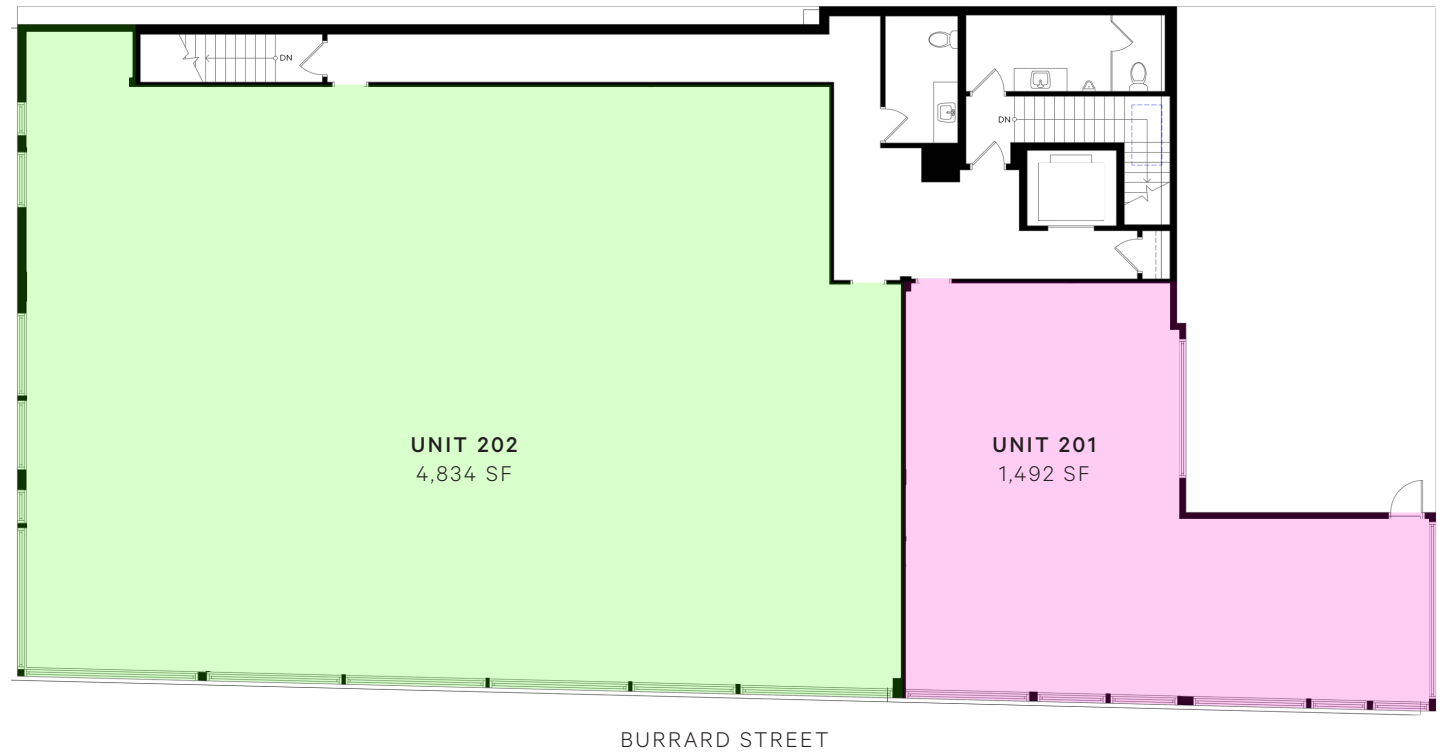 DN
DN
UNIT 202
4,834 SF
UNIT 201
1,492 SF
BURRARD STREET